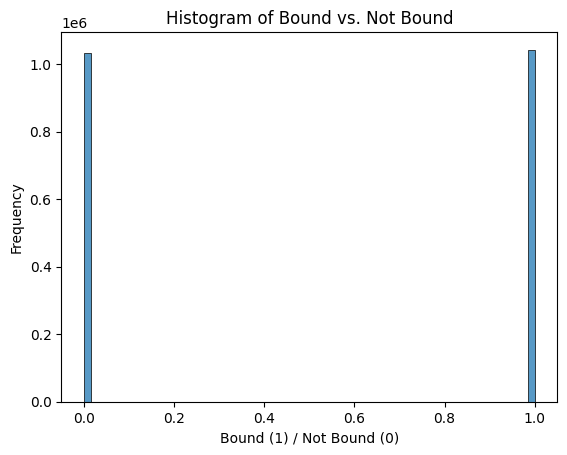 Histogram of Bound vs. Not Bound
1e6
1.0
0.8
0.6
0.4
0.2
0.0
Frequency
0.0 0.2 0.4 0.6 0.8 1.0
Bound (1) / Not Bound (0)